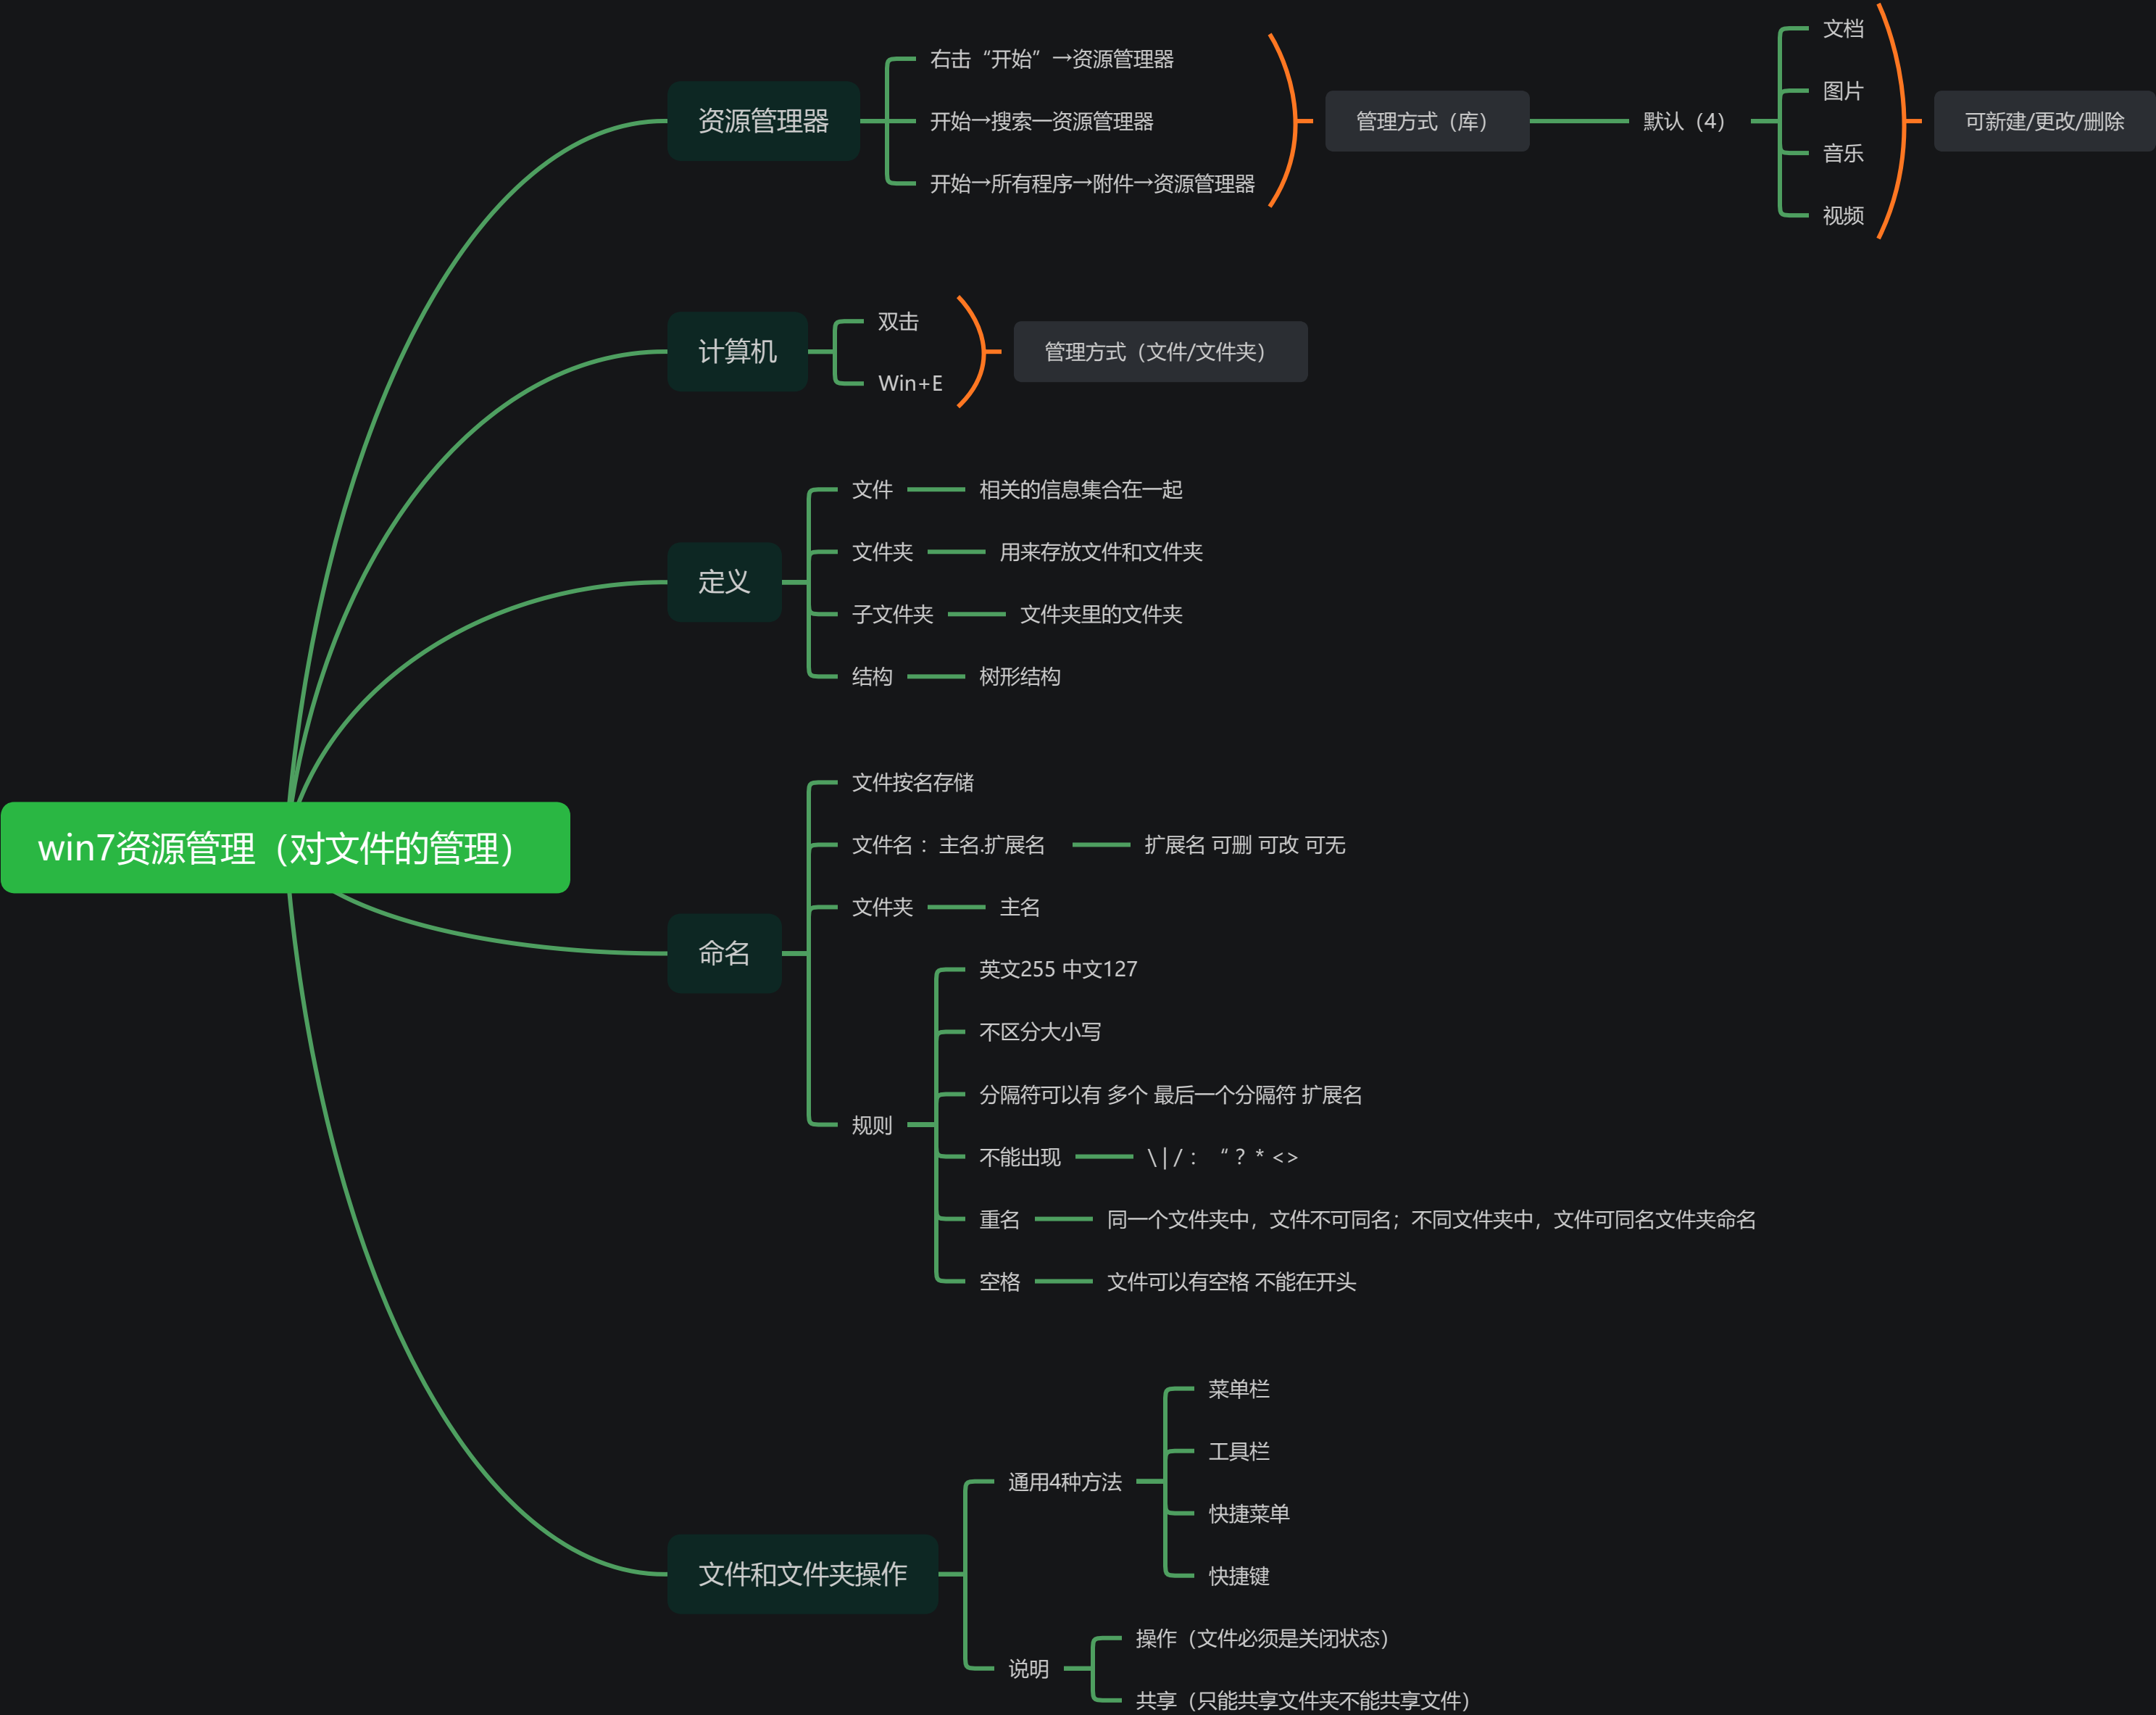 win7资源管理（对文件的管理）
资源管理器
右击“开始”→资源管理器
开始→搜索—资源管理器
开始→所有程序→附件→资源管理器
管理方式（库）
默认（4）
文档
图片
音乐
视频
可新建/更改/删除
计算机
双击
Win+E
管理方式（文件/文件夹）
定义
文件
相关的信息集合在一起
文件夹
用来存放文件和文件夹
子文件夹
文件夹里的文件夹
结构
树形结构
命名
文件按名存储
文件名： 主名.扩展名
扩展名 可删 可改 可无
文件夹
主名
规则
英文255 中文127
不区分大小写
分隔符可以有 多个 最后一个分隔符 扩展名
不能出现
\ | / ： “ ？ * < >
重名
同一个文件夹中，文件不可同名；不同文件夹中，文件可同名文件夹命名
空格
文件可以有空格 不能在开头
文件和文件夹操作
通用4种方法
菜单栏
工具栏
快捷菜单
快捷键
说明
操作（文件必须是关闭状态）
共享（只能共享文件夹不能共享文件）